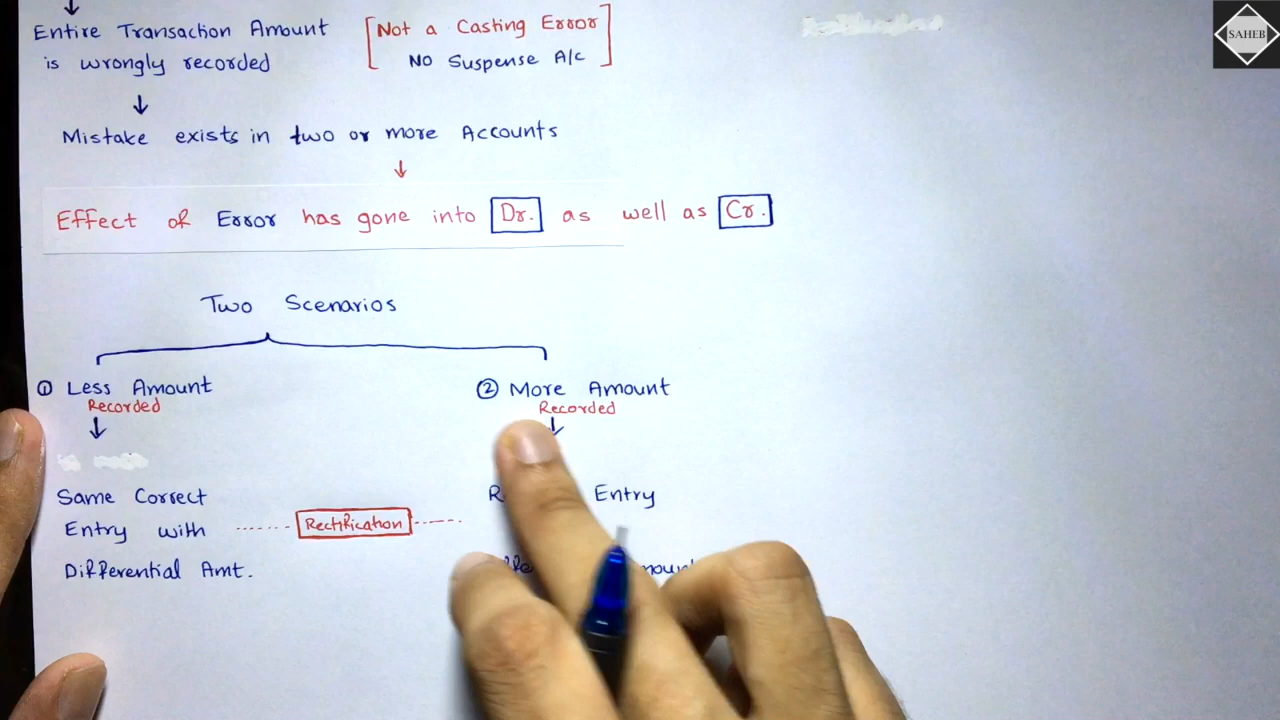 Entire Transaction Amount
is wrongly recorded
[Not a Casting Error
No Suspense A/c]
SAHEB
↓
Mistake exists in two or more Accounts
↓
Effect of Error has gone into Dr. as well as Cr.
Two Scenarios
① Less Amount
Recorded
↓
② More Amount
Recorded
↓
Same Correct
Entry with
Differential Amt.
Rectification
Entry